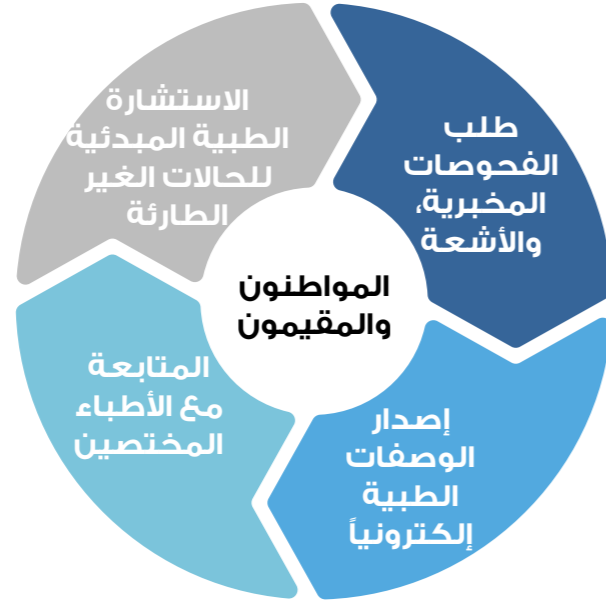 الاستشارة
الطبية المبدئية
للحالات الغير
الطارئة
طلب
الفحوصات
المخبرية،
والأشعة
إصدار
الوصفات
الطبية
إلكترونياً
المتابعة
مع الأطباء
المختصين
المواطنون
والمقيمون